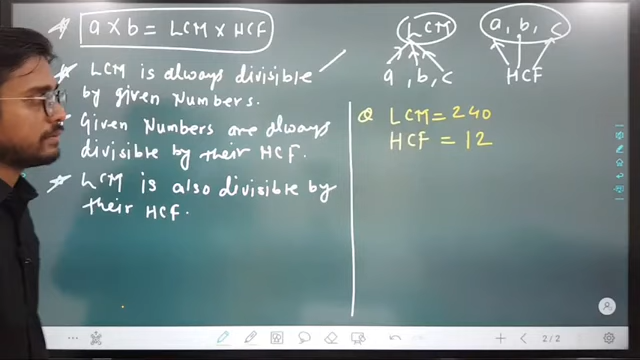 a x b = LCM x HCF
LCM is always divisible
by given Numbers.
Given Numbers are always
divisible by their HCF.
LCM is also divisible by
their HCF.
LCM
a, b, c
a, b, c
HCF
Q LCM = 240
HCF = 12
2/2